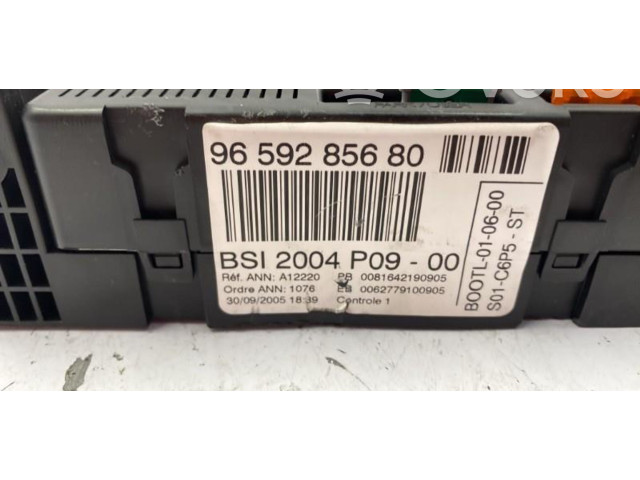 96 592 856 80
BSI 2004 P09 - 00
Réf. ANN: A12220 PB 0081642190905
Ordre ANN: 1076 EB 0062779100905
30/09/2005 18:39 Controle 1
BOOTL-01-06-00
S01-C6P5 - ST